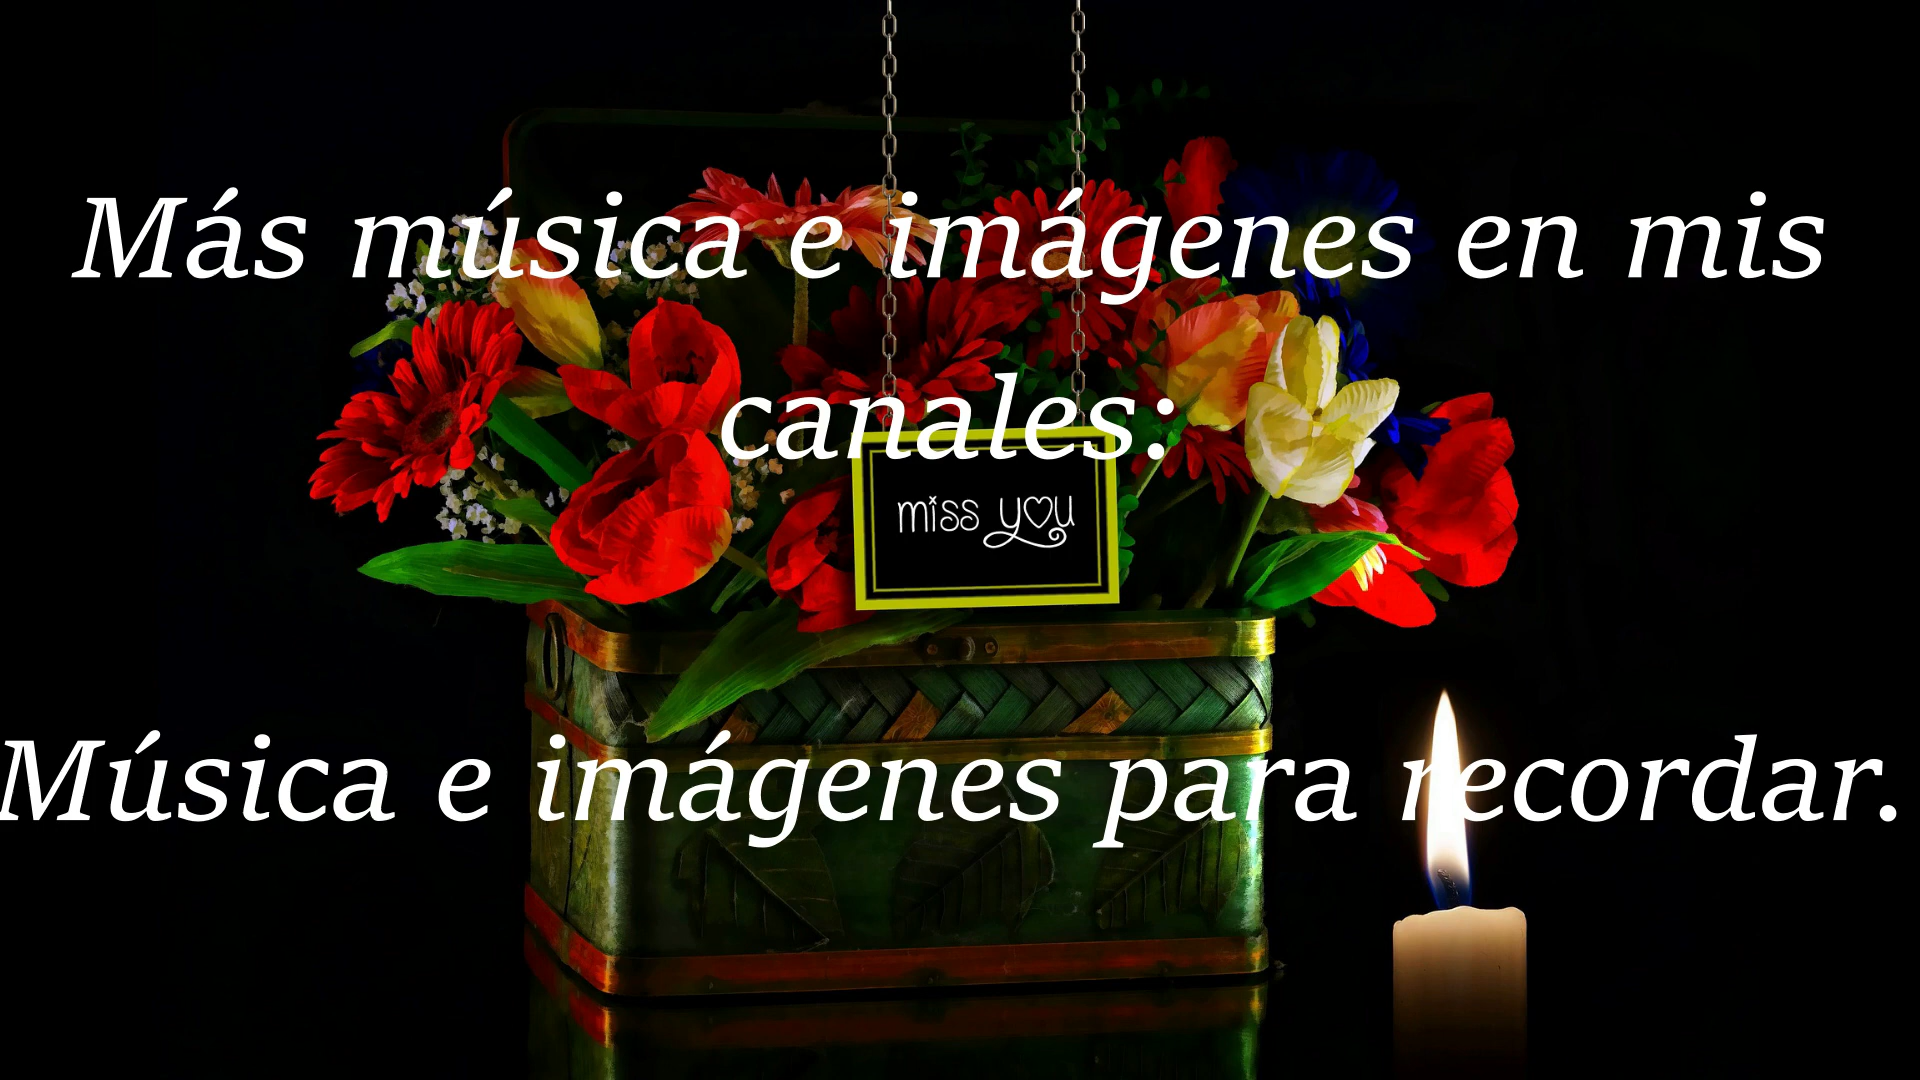 Más música e imágenes en mis
canales:
miss you
Música e imágenes para recordar.